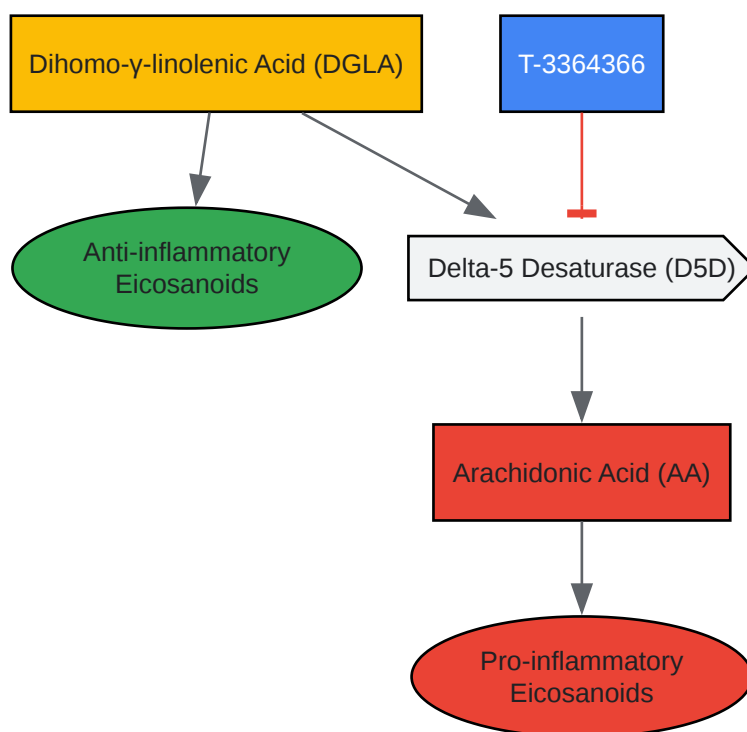 Dihomo-γ-linolenic Acid (DGLA)
T-3364366
Anti-inflammatory
Eicosanoids
Delta-5 Desaturase (D5D)
Arachidonic Acid (AA)
Pro-inflammatory
Eicosanoids